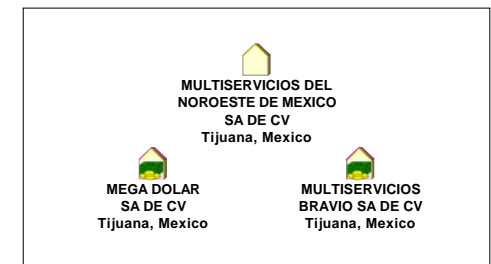 MULTISERVICIOS DEL
NOROESTE DE MEXICO
SA DE CV
Tijuana, Mexico
MEGA DOLAR
SA DE CV
Tijuana, Mexico
MULTISERVICIOS
BRAVIO SA DE CV
Tijuana, Mexico